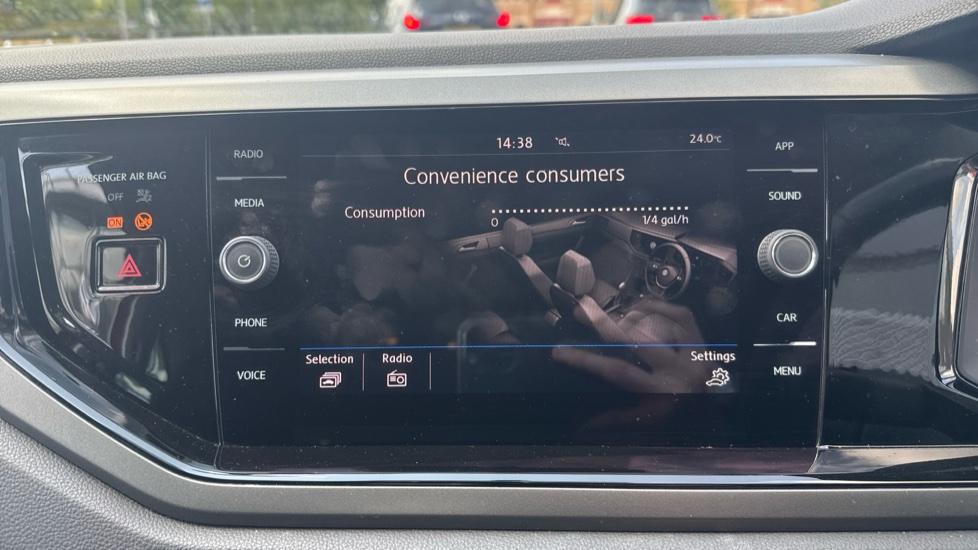 14:38
24.0°C
RADIO
APP
PASSENGER AIR BAG
OFF
ON
Convenience consumers
MEDIA
SOUND
Consumption
0
1/4 gal/h
PHONE
CAR
VOICE
MENU
Selection
Radio
Settings